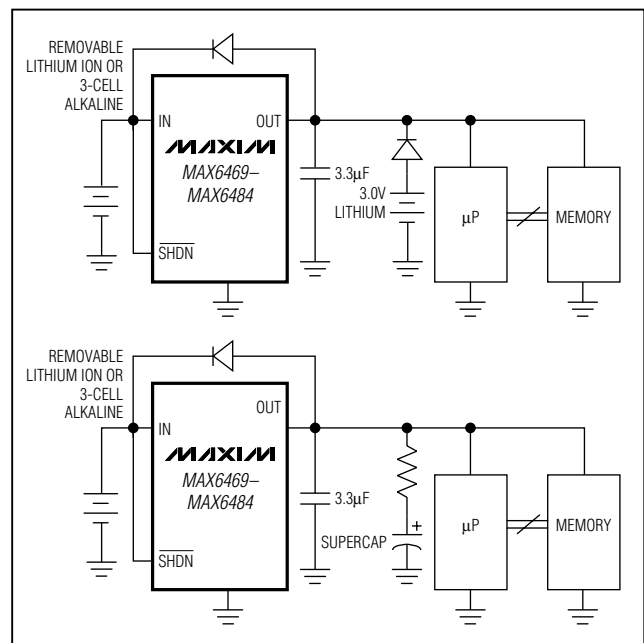 REMOVABLE
LITHIUM ION OR
3-CELL
ALKALINE
IN
OUT
MAXIM
MAX6469–
MAX6484
SHDN
3.3µF
3.0V
LITHIUM
µP
MEMORY
REMOVABLE
LITHIUM ION OR
3-CELL
ALKALINE
IN
OUT
MAXIM
MAX6469–
MAX6484
SHDN
3.3µF
+
SUPERCAP
µP
MEMORY